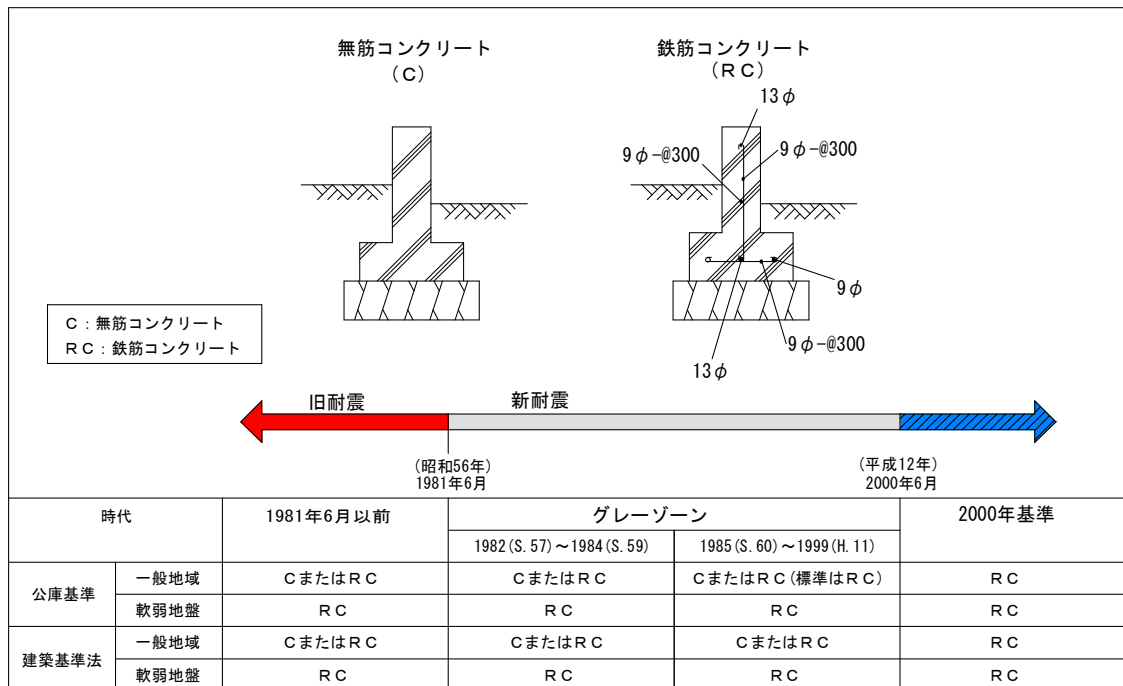 無筋コンクリート
(C)
鉄筋コンクリート
(RC)
13φ
9φ-@300
9φ-@300
9φ
9φ-@300
13φ
C:無筋コンクリート
RC:鉄筋コンクリート
旧耐震
新耐震
(昭和56年)
1981年6月
(平成12年)
2000年6月
時代 1981年6月以前 グレーゾーン 2000年基準
1982(S.57)~1984(S.59) 1985(S.60)~1999(H.11)
公庫基準 一般地域 CまたはRC CまたはRC CまたはRC(標準はRC) RC
軟弱地盤 RC RC RC RC
建築基準法 一般地域 CまたはRC CまたはRC CまたはRC RC
軟弱地盤 RC RC RC RC